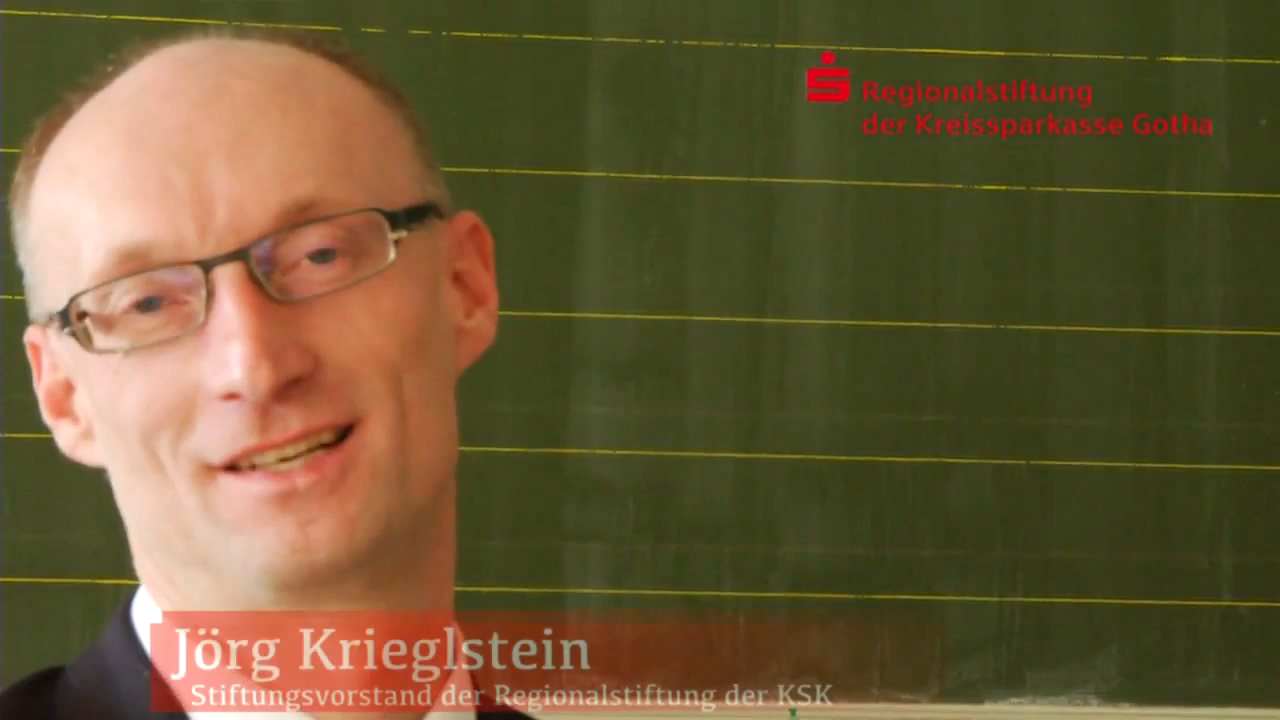 Regionalstiftung
der Kreissparkasse Gotha
Jörg Krieglstein
Stiftungsvorstand der Regionalstiftung der KSK